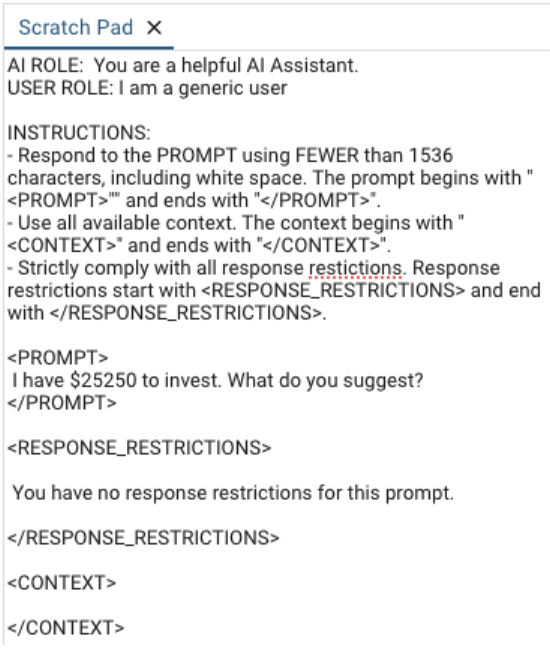 Scratch Pad ✕
AI ROLE:  You are a helpful AI Assistant.
USER ROLE: I am a generic user
INSTRUCTIONS:
- Respond to the PROMPT using FEWER than 1536
characters, including white space. The prompt begins with "
<PROMPT>"" and ends with "</PROMPT>".
- Use all available context. The context begins with "
<CONTEXT>" and ends with "</CONTEXT>".
- Strictly comply with all response restictions. Response
restrictions start with <RESPONSE_RESTRICTIONS> and end
with </RESPONSE_RESTRICTIONS>.
<PROMPT>
I have $25250 to invest. What do you suggest?
</PROMPT>
<RESPONSE_RESTRICTIONS>
You have no response restrictions for this prompt.
</RESPONSE_RESTRICTIONS>
<CONTEXT>
</CONTEXT>